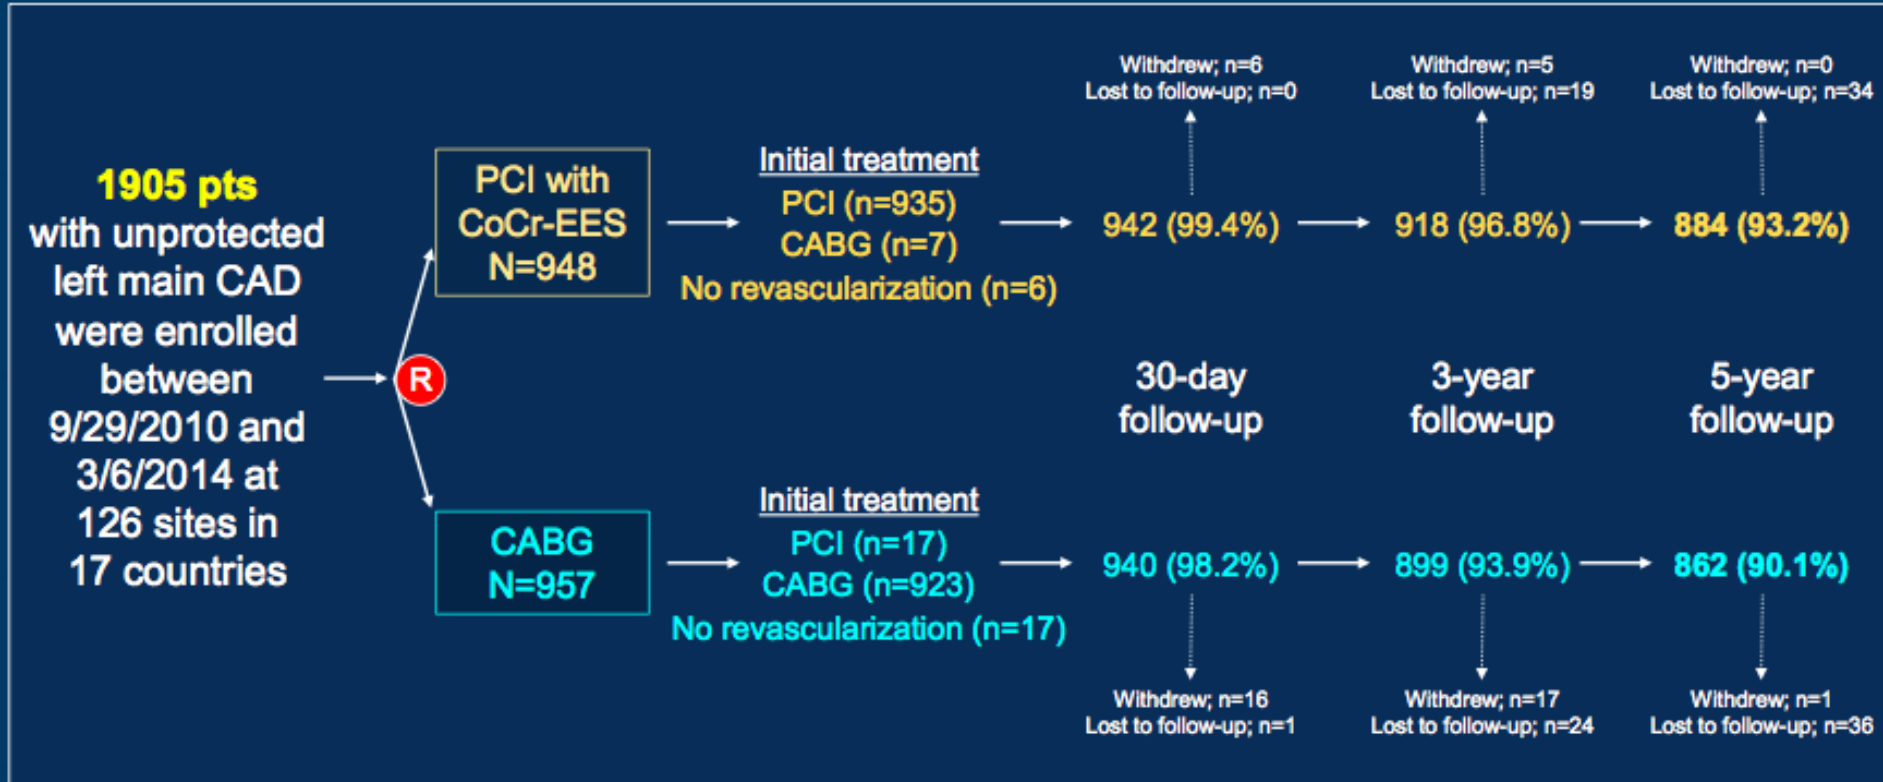 1905 pts
with unprotected
left main CAD
were enrolled
between
9/29/2010 and
3/6/2014 at
126 sites in
17 countries
R
PCI with
CoCr-EES
N=948
Initial treatment
PCI (n=935)
CABG (n=7)
No revascularization (n=6)
Withdrew; n=6
Lost to follow-up; n=0
942 (99.4%)
Withdrew; n=5
Lost to follow-up; n=19
918 (96.8%)
Withdrew; n=0
Lost to follow-up; n=34
884 (93.2%)
30-day
follow-up
3-year
follow-up
5-year
follow-up
CABG
N=957
Initial treatment
PCI (n=17)
CABG (n=923)
No revascularization (n=17)
940 (98.2%)
Withdrew; n=16
Lost to follow-up; n=1
899 (93.9%)
Withdrew; n=17
Lost to follow-up; n=24
862 (90.1%)
Withdrew; n=1
Lost to follow-up; n=36